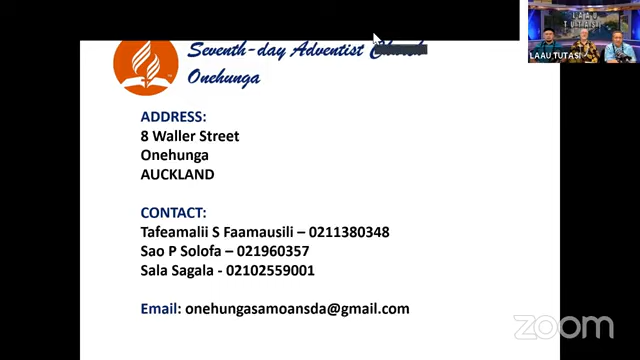 Seventh-day Adventist Church
Onehunga
ADDRESS:
8 Waller Street
Onehunga
AUCKLAND
CONTACT:
Tafeamalii S Faamausili – 0211380348
Sao P Solofa – 021960357
Sala Sagala - 02102559001
Email: onehungasamoansda@gmail.com
LAAU TUTASI
zoom